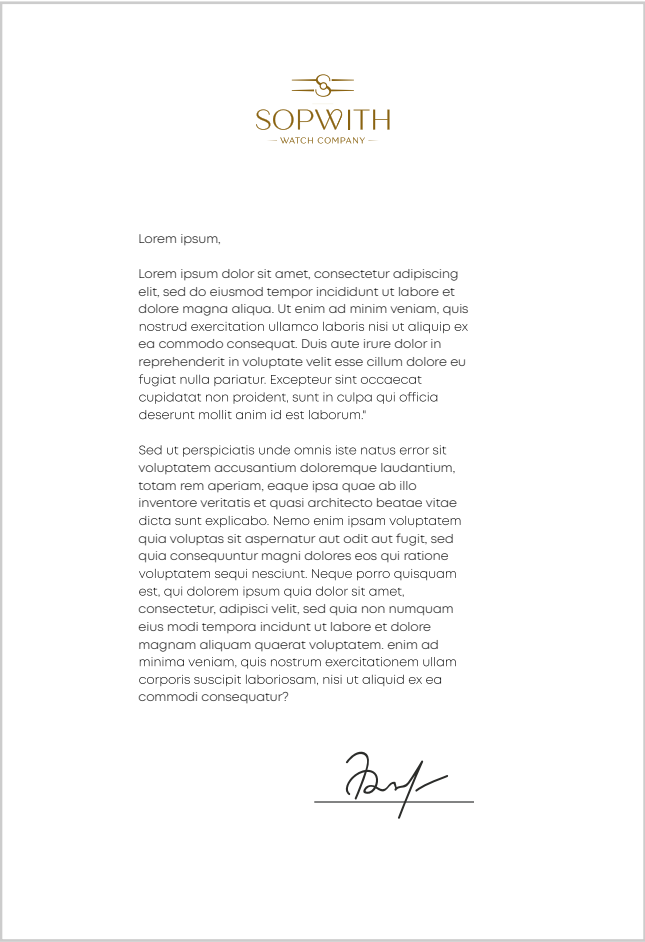 SOPWITH
WATCH COMPANY
Lorem ipsum,
Lorem ipsum dolor sit amet, consectetur adipiscing
elit, sed do eiusmod tempor incididunt ut labore et
dolore magna aliqua. Ut enim ad minim veniam, quis
nostrud exercitation ullamco laboris nisi ut aliquip ex
ea commodo consequat. Duis aute irure dolor in
reprehenderit in voluptate velit esse cillum dolore eu
fugiat nulla pariatur. Excepteur sint occaecat
cupidatat non proident, sunt in culpa qui officia
deserunt mollit anim id est laborum."
Sed ut perspiciatis unde omnis iste natus error sit
voluptatem accusantium doloremque laudantium,
totam rem aperiam, eaque ipsa quae ab illo
inventore veritatis et quasi architecto beatae vitae
dicta sunt explicabo. Nemo enim ipsam voluptatem
quia voluptas sit aspernatur aut odit aut fugit, sed
quia consequuntur magni dolores eos qui ratione
voluptatem sequi nesciunt. Neque porro quisquam
est, qui dolorem ipsum quia dolor sit amet,
consectetur, adipisci velit, sed quia non numquam
eius modi tempora incidunt ut labore et dolore
magnam aliquam quaerat voluptatem. enim ad
minima veniam, quis nostrum exercitationem ullam
corporis suscipit laboriosam, nisi ut aliquid ex ea
commodi consequatur?